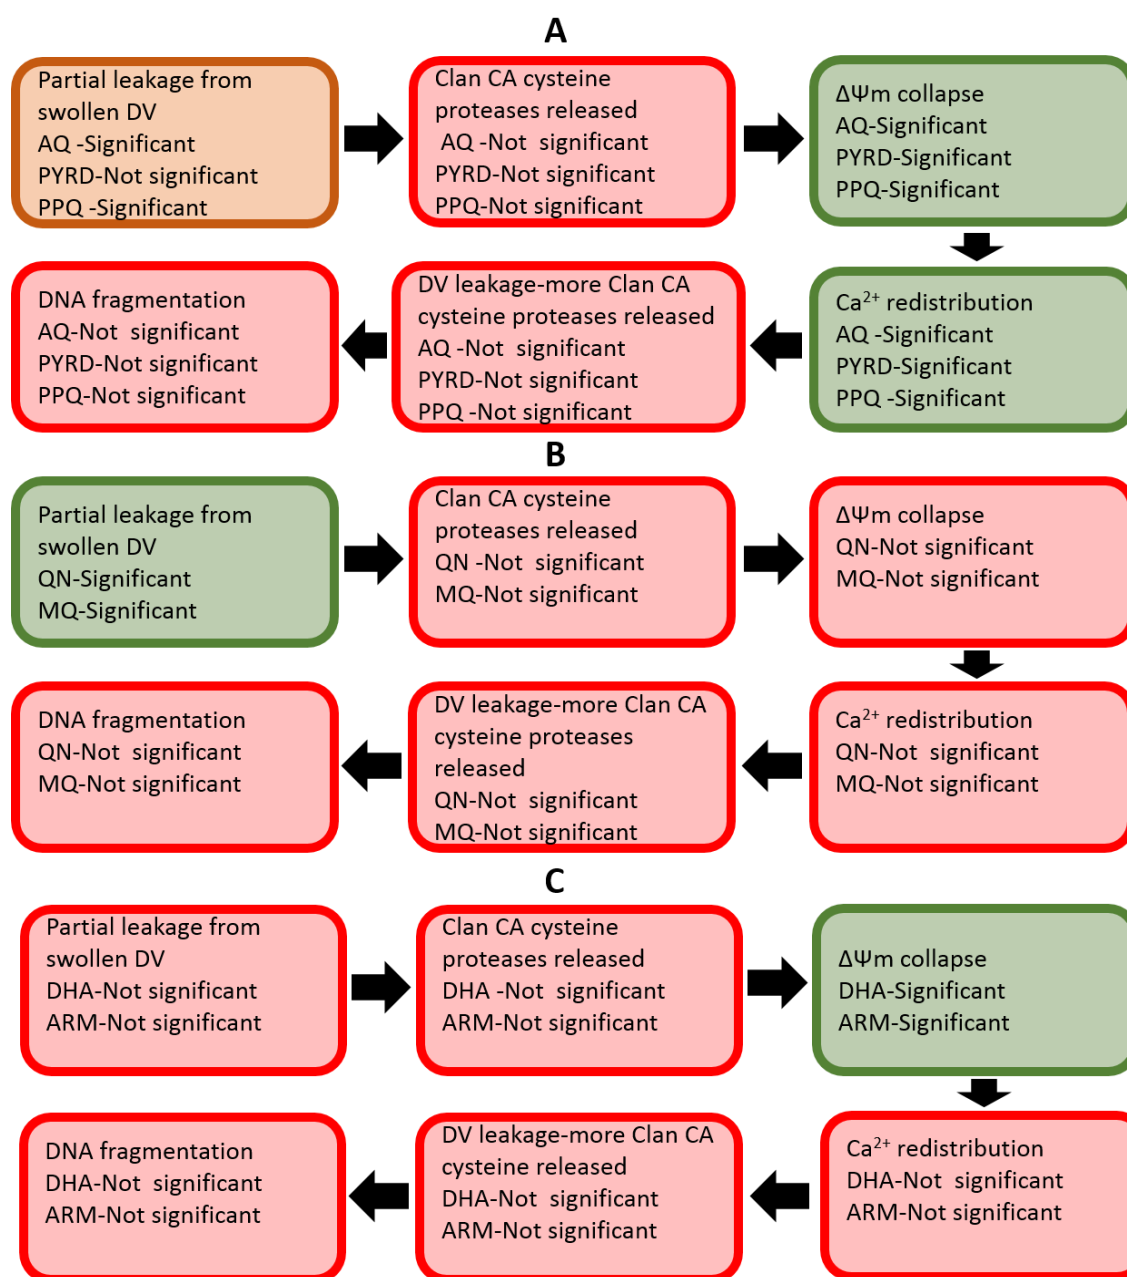 A
Partial leakage from
swollen DV
AQ -Significant
PYRD-Not significant
PPQ -Significant
Clan CA cysteine
proteases released
AQ -Not  significant
PYRD-Not significant
PPQ-Not significant
ΔΨm collapse
AQ-Significant
PYRD-Significant
PPQ-Significant
DNA fragmentation
AQ-Not  significant
PYRD-Not significant
PPQ-Not significant
DV leakage-more Clan CA
cysteine proteases released
AQ -Not  significant
PYRD-Not significant
PPQ -Not significant
Ca²⁺ redistribution
AQ -Significant
PYRD-Significant
PPQ -Significant
B
Partial leakage from
swollen DV
QN-Significant
MQ-Significant
Clan CA cysteine
proteases released
QN -Not  significant
MQ-Not significant
ΔΨm collapse
QN-Not significant
MQ-Not significant
DNA fragmentation
QN-Not  significant
MQ-Not significant
DV leakage-more Clan CA
cysteine proteases
released
QN-Not  significant
MQ-Not significant
Ca²⁺ redistribution
QN-Not  significant
MQ-Not significant
C
Partial leakage from
swollen DV
DHA-Not significant
ARM-Not significant
Clan CA cysteine
proteases released
DHA -Not  significant
ARM-Not significant
ΔΨm collapse
DHA-Significant
ARM-Significant
DNA fragmentation
DHA-Not  significant
ARM-Not significant
DV leakage-more Clan CA
cysteine released
DHA-Not  significant
ARM-Not significant
Ca²⁺ redistribution
DHA-Not  significant
ARM-Not significant